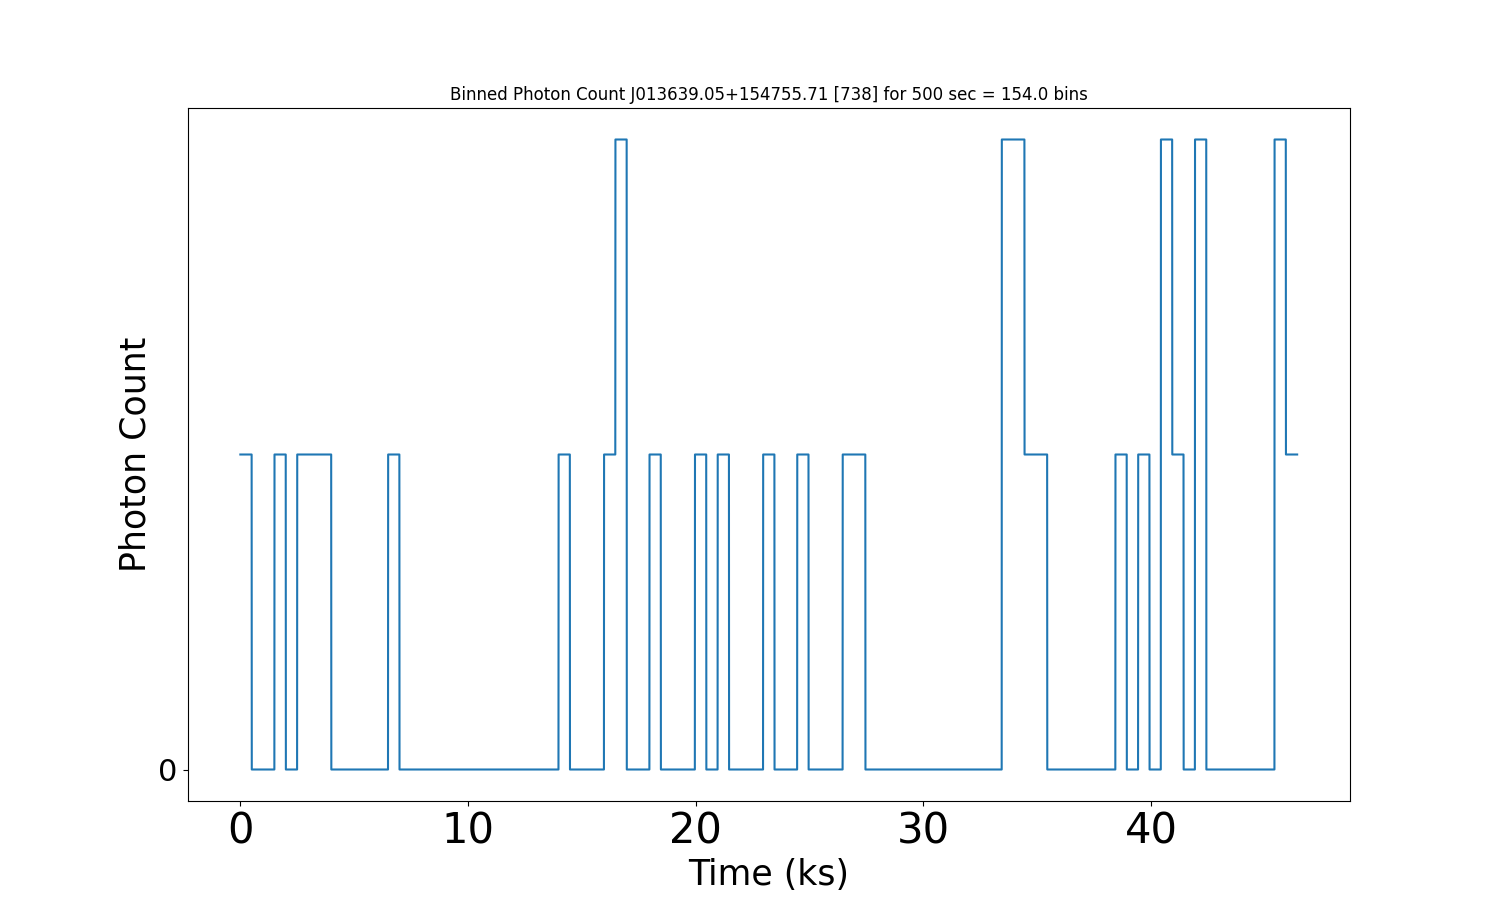 Binned Photon Count J013639.05+154755.71 [738] for 500 sec = 154.0 bins
Photon Count
0
0 10 20 30 40
Time (ks)